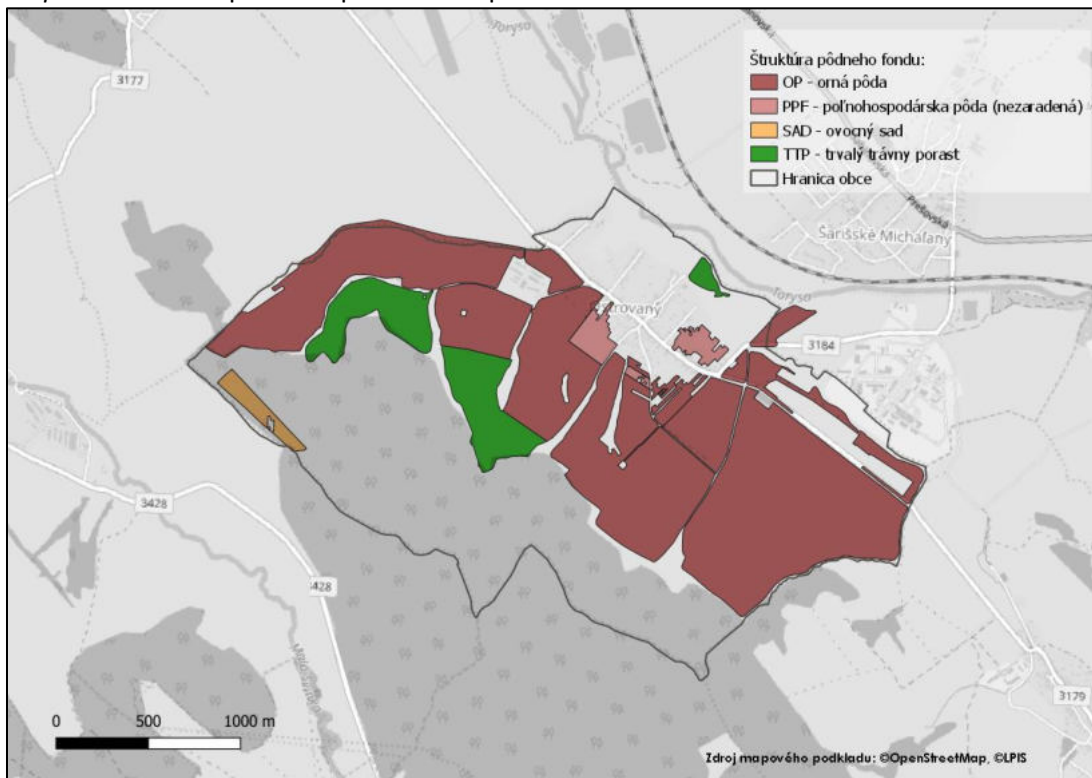 Štruktúra pôdneho fondu:
OP - orná pôda
PPF - poľnohospodárska pôda (nezaradená)
SAD - ovocný sad
TTP - trvalý trávny porast
Hranica obce
3177
Torysa
Prešovská
Šarišské Michaľany
Torysa
3184
3428
3428
3179
0 500 1000 m
Zdroj mapového podkladu: ©OpenStreetMap, ©LPIS